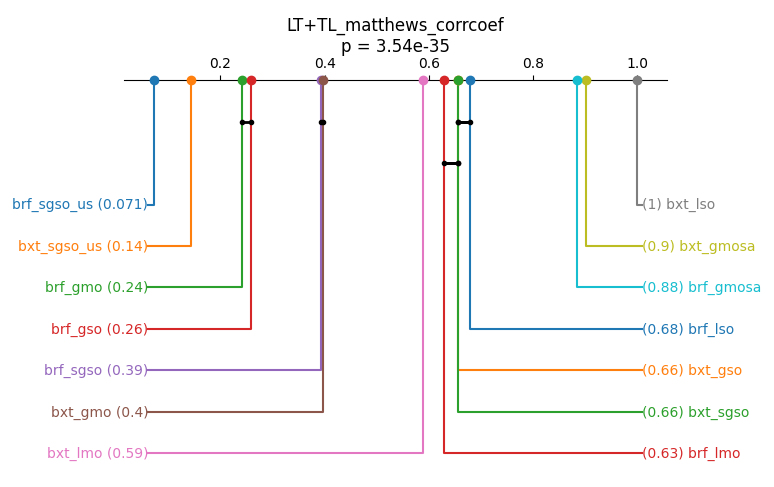 LT+TL_matthews_corrcoef
p = 3.54e-35
0.2 0.4 0.6 0.8 1.0
brf_sgso_us (0.071) (1) bxt_lso
bxt_sgso_us (0.14) (0.9) bxt_gmosa
brf_gmo (0.24) (0.88) brf_gmosa
brf_gso (0.26) (0.68) brf_lso
brf_sgso (0.39) (0.66) bxt_gso
bxt_gmo (0.4) (0.66) bxt_sgso
bxt_lmo (0.59) (0.63) brf_lmo